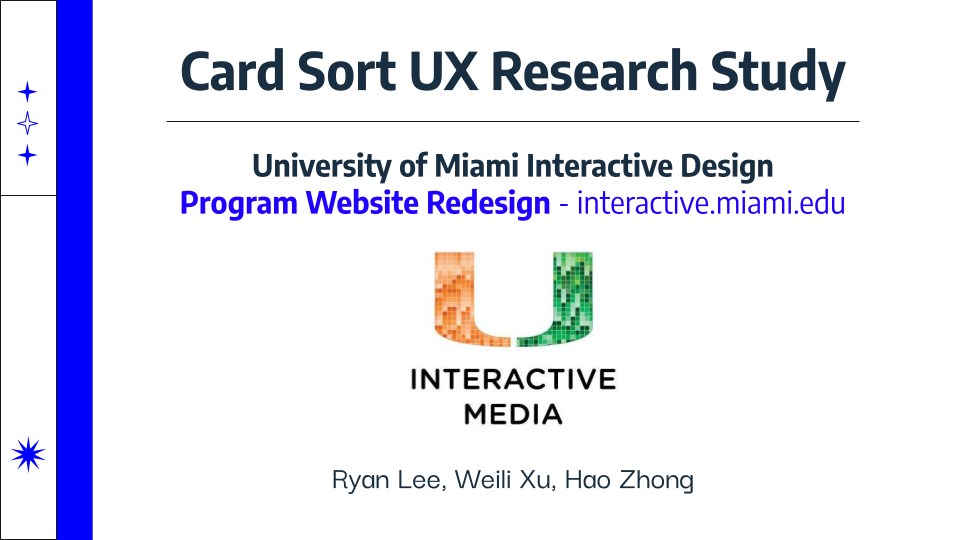 Card Sort UX Research Study
University of Miami Interactive Design
Program Website Redesign - interactive.miami.edu
INTERACTIVE
MEDIA
Ryan Lee, Weili Xu, Hao Zhong